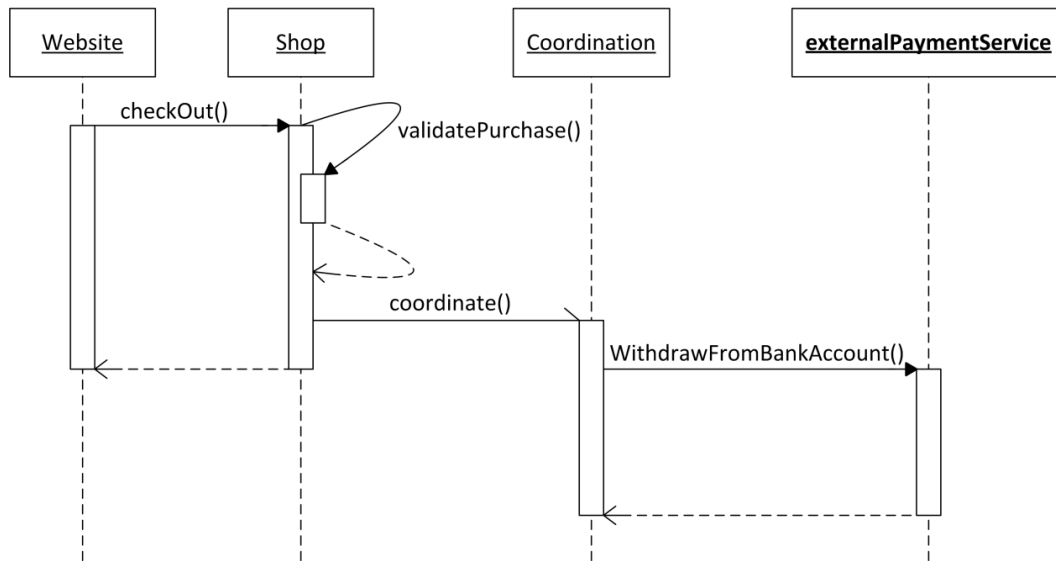 Website
Shop
Coordination
externalPaymentService
checkOut()
validatePurchase()
coordinate()
WithdrawFromBankAccount()